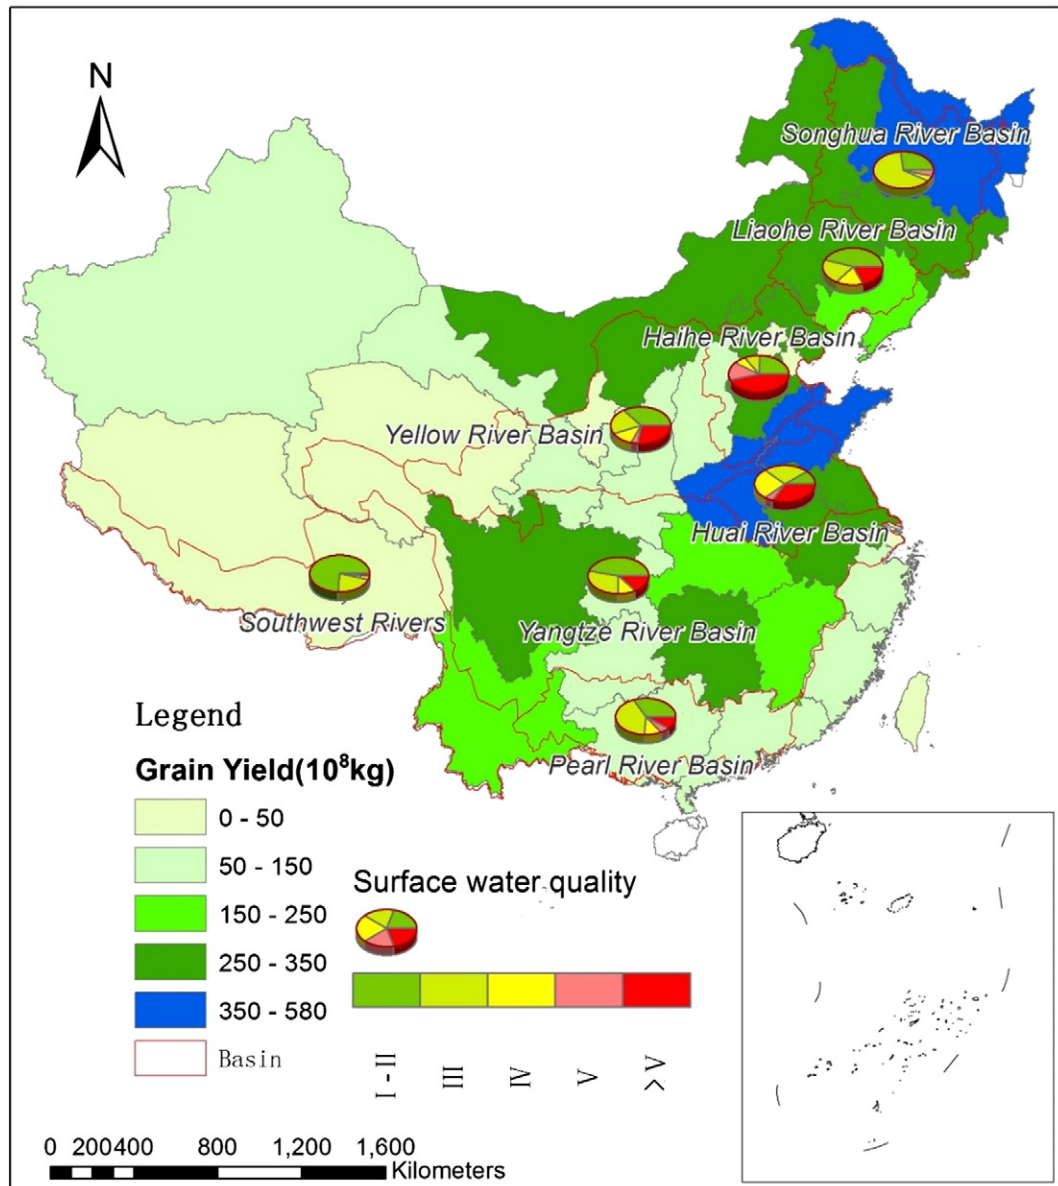 N
Songhua River Basin
Liaohe River Basin
Haihe River Basin
Yellow River Basin
Huai River Basin
Southwest Rivers
Yangtze River Basin
Pearl River Basin
Legend
Grain Yield(10⁸kg)
0 - 50
50 - 150
150 - 250
250 - 350
350 - 580
Basin
Surface water quality
I-II
III
IV
V
>V
0 200 400 800 1,200 1,600
Kilometers